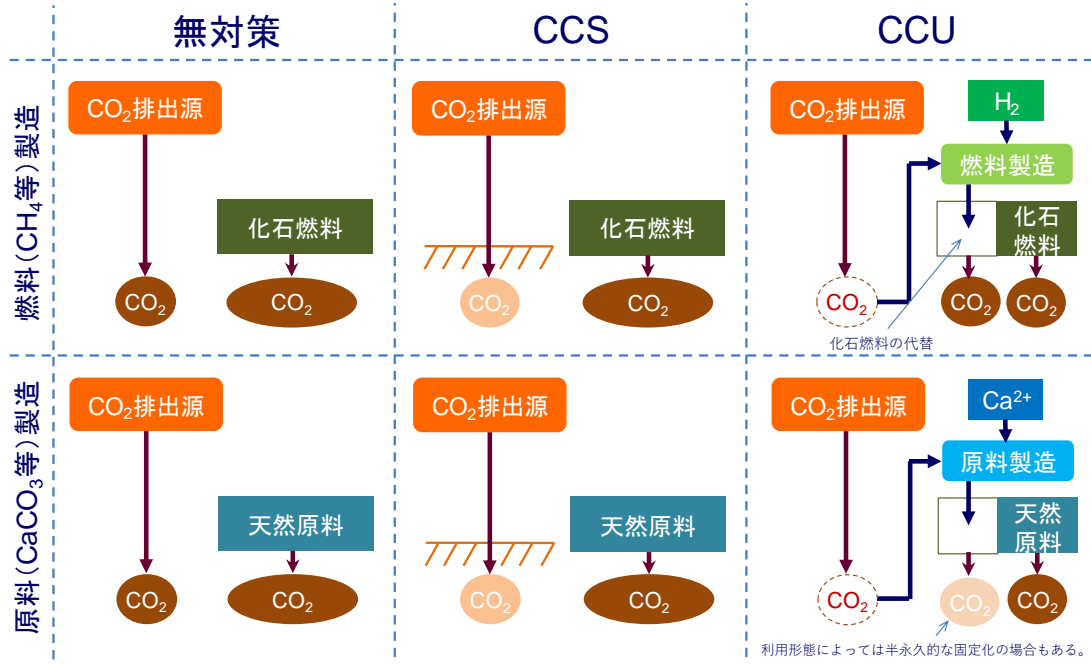 無対策
CCS
CCU
燃料(CH₄等)製造
CO₂排出源
化石燃料
CO₂
CO₂
CO₂排出源
化石燃料
CO₂
CO₂
CO₂排出源
H₂
燃料製造
化石
燃料
CO₂
CO₂
CO₂
化石燃料の代替
原料(CaCO₃等)製造
CO₂排出源
天然原料
CO₂
CO₂
CO₂排出源
天然原料
CO₂
CO₂
CO₂排出源
Ca²⁺
原料製造
天然
原料
CO₂
CO₂
CO₂
利用形態によっては半永久的な固定化の場合もある。